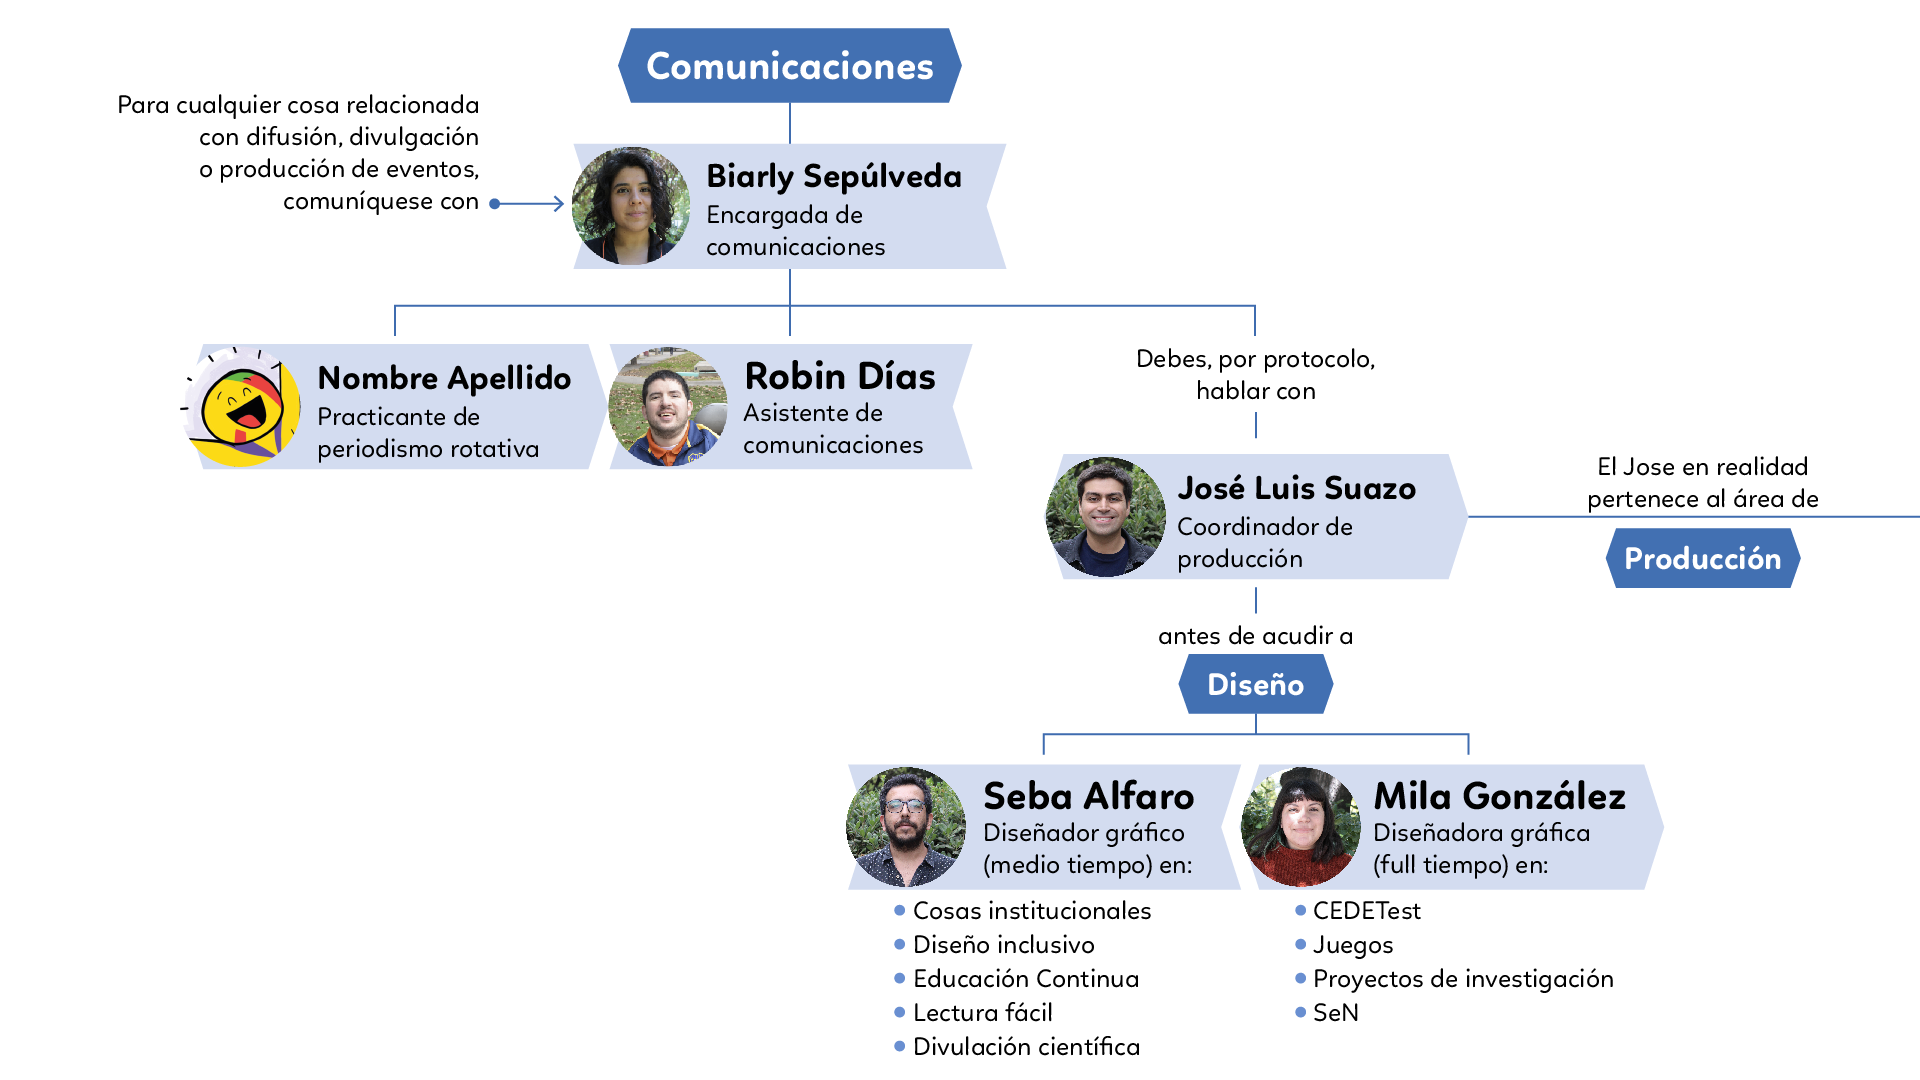 Comunicaciones
Para cualquier cosa relacionada
con difusión, divulgación
o producción de eventos,
comuníquese con
Biarly Sepúlveda
Encargada de
comunicaciones
Nombre Apellido
Practicante de
periodismo rotativa
Robin Días
Asistente de
comunicaciones
Debes, por protocolo,
hablar con
José Luis Suazo
Coordinador de
producción
El Jose en realidad
pertenece al área de
Producción
antes de acudir a
Diseño
Seba Alfaro
Diseñador gráfico
(medio tiempo) en:
Cosas institucionales
Diseño inclusivo
Educación Continua
Lectura fácil
Divulación científica
Mila González
Diseñadora gráfica
(full tiempo) en:
CEDETest
Juegos
Proyectos de investigación
SeN